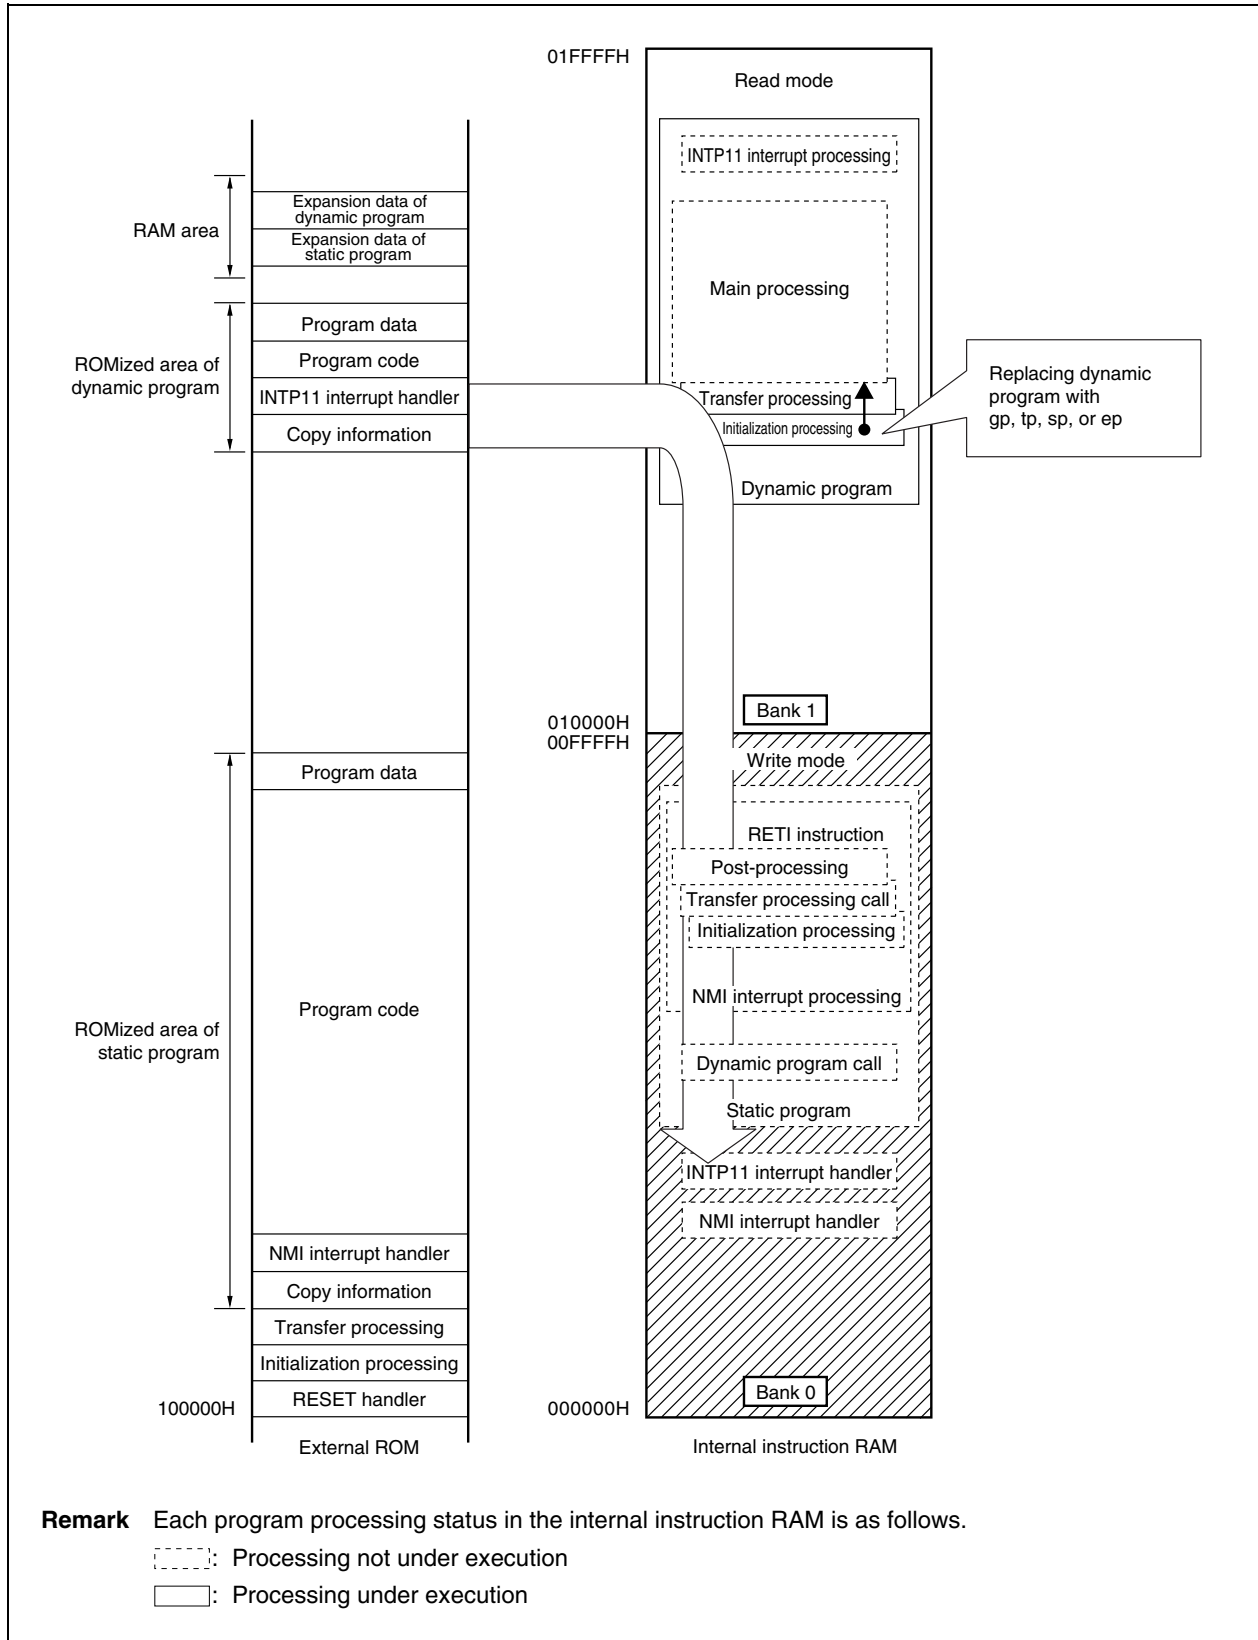 01FFFFH
Read mode
INTP11 interrupt processing
Expansion data of
dynamic program
RAM area
Expansion data of
static program
Main processing
Program data
ROMized area of
dynamic program
Program code
INTP11 interrupt handler
Copy information
Transfer processing
Initialization processing
Replacing dynamic
program with
gp, tp, sp, or ep
Dynamic program
Bank 1
010000H
00FFFFH
Write mode
Program data
RETI instruction
Post-processing
Transfer processing call
Initialization processing
NMI interrupt processing
Program code
ROMized area of
static program
Dynamic program call
Static program
INTP11 interrupt handler
NMI interrupt handler
NMI interrupt handler
Copy information
Transfer processing
Initialization processing
RESET handler
100000H
Bank 0
000000H
External ROM
Internal instruction RAM
Remark Each program processing status in the internal instruction RAM is as follows.
: Processing not under execution
: Processing under execution